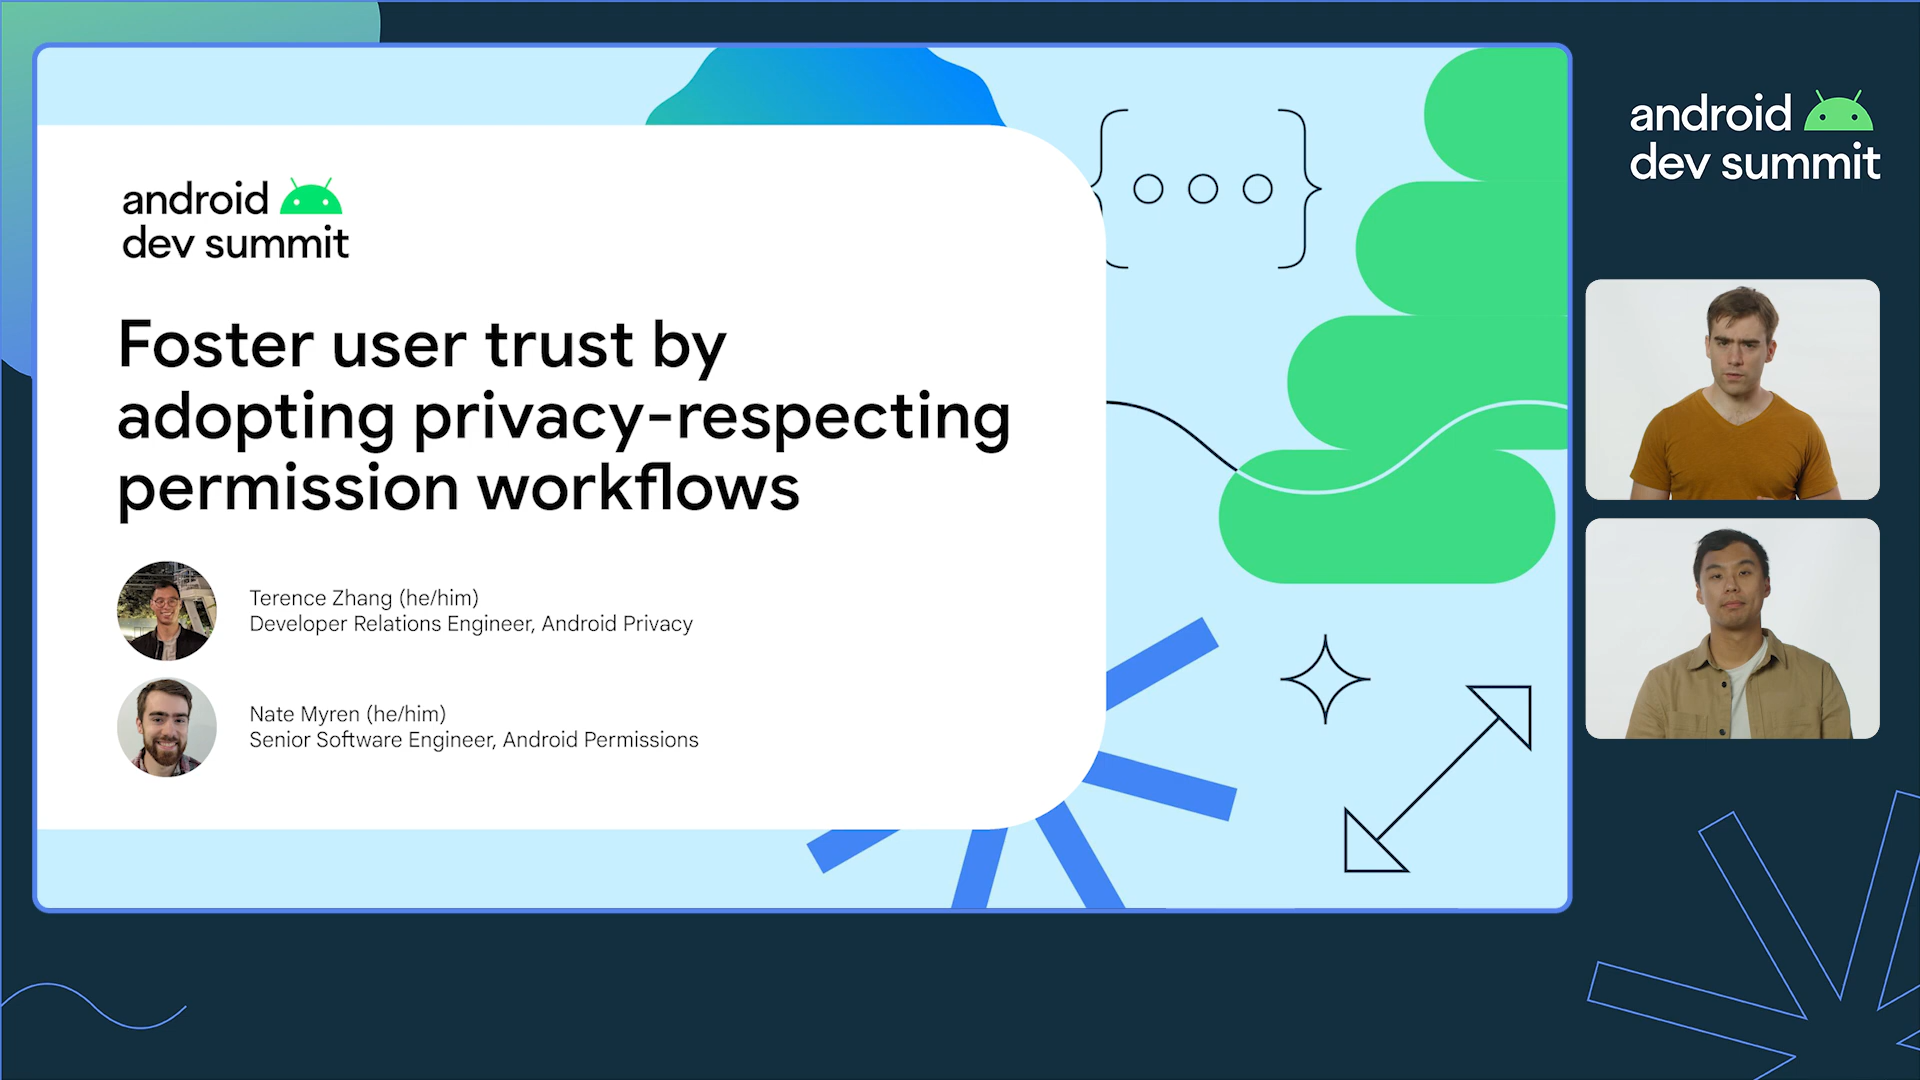 android
dev summit
Foster user trust by
adopting privacy-respecting
permission workflows
Terence Zhang (he/him)
Developer Relations Engineer, Android Privacy
Nate Myren (he/him)
Senior Software Engineer, Android Permissions
android
dev summit